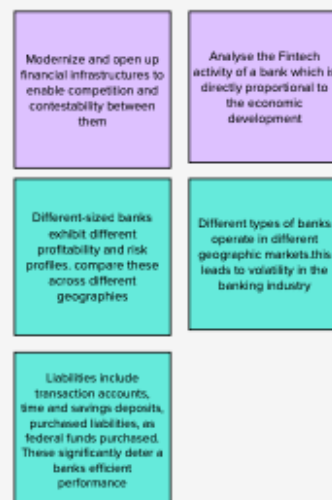 Modernize and open up
financial infrastructures to
enable competition and
contestability between
them
Analyse the Fintech
activity of a bank which is
directly proportional to
the economic
development
Different-sized banks
exhibit different
profitability and risk
profiles. compare these
across different
geographies
Different types of banks
operate in different
geographic markets.this
leads to volatility in the
banking industry
Liabilities include
transaction accounts,
time and savings deposits,
purchased liabilities, as
federal funds purchased.
These significantly deter a
banks efficient
performance